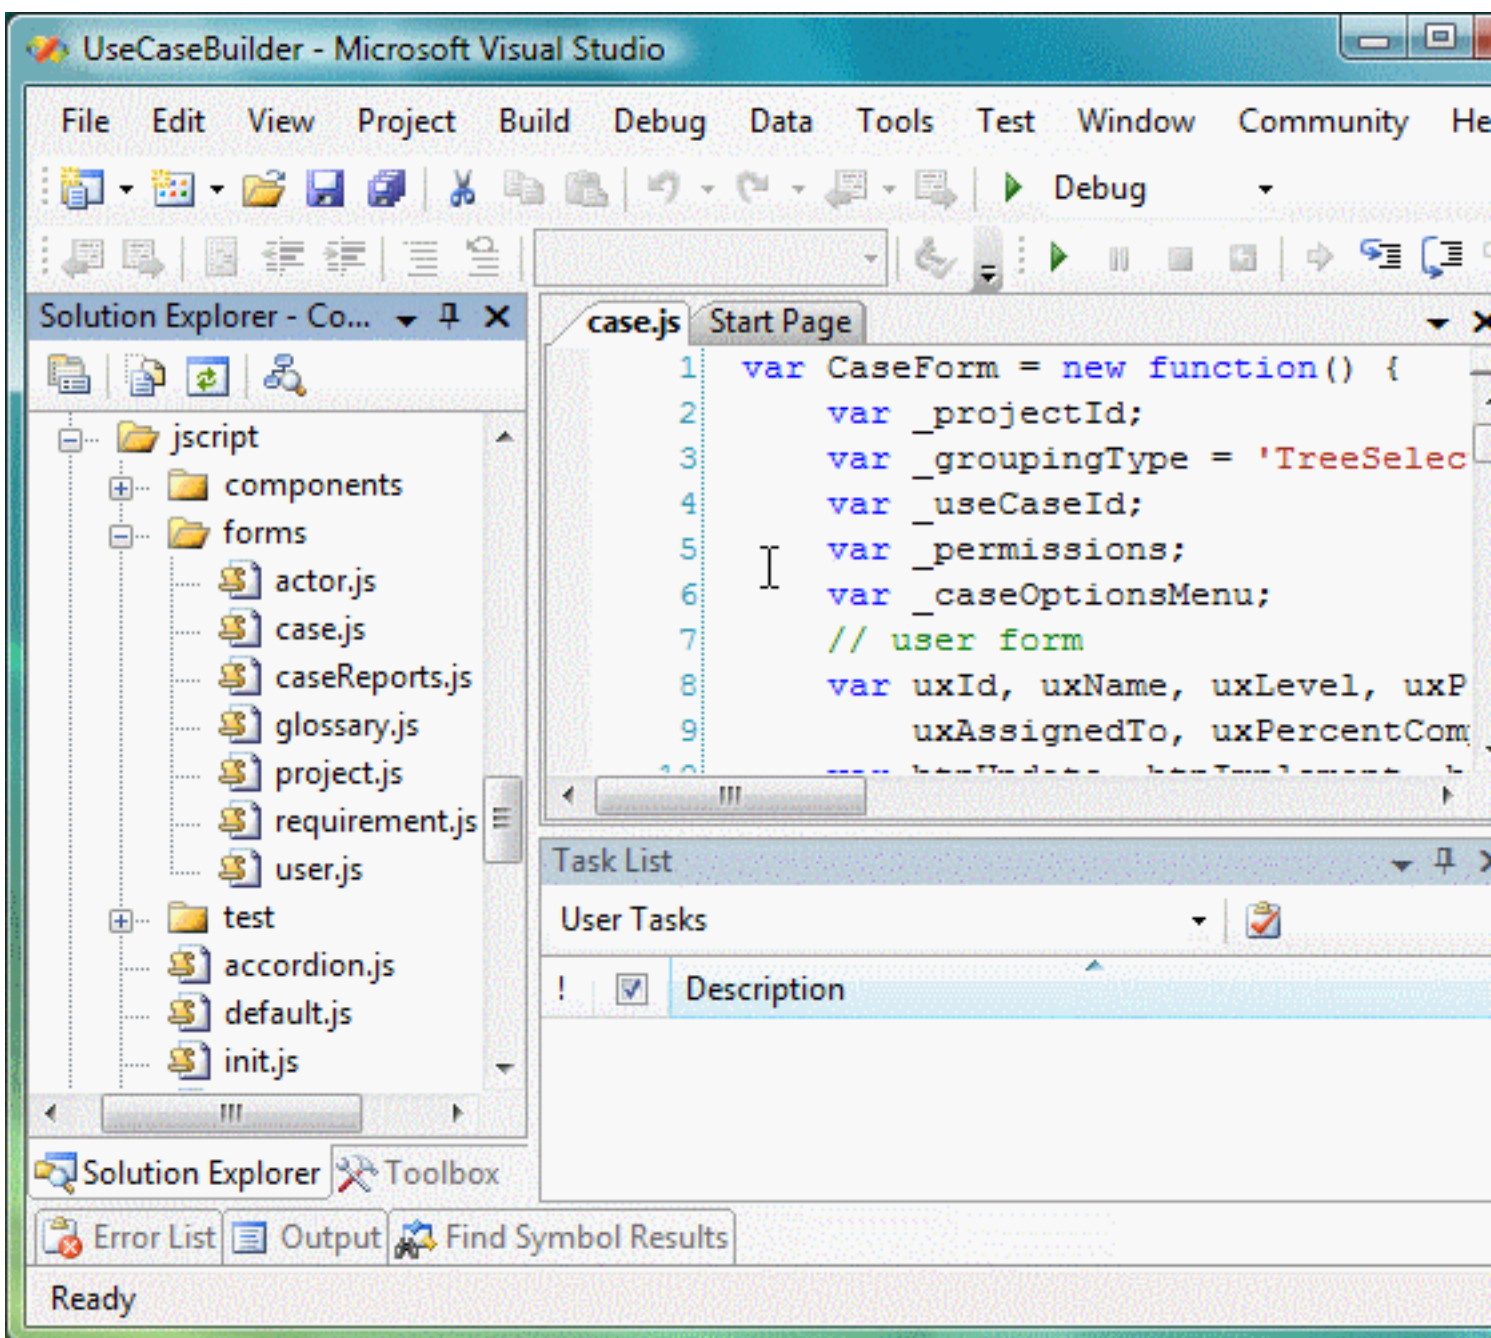 UseCaseBuilder - Microsoft Visual Studio
File Edit View Project Build Debug Data Tools Test Window Community He
Debug
Solution Explorer - Co...
case.js Start Page
jscript
components
forms
actor.js
case.js
caseReports.js
glossary.js
project.js
requirement.js
user.js
test
accordion.js
default.js
init.js
Solution Explorer Toolbox
1 var CaseForm = new function() {
2 var _projectId;
3 var _groupingType = 'TreeSelec
4 var _useCaseId;
5 var _permissions;
6 var _caseOptionsMenu;
7 // user form
8 var uxId, uxName, uxLevel, uxP
9 uxAssignedTo, uxPercentCom
Task List
User Tasks
! Description
Error List Output Find Symbol Results
Ready